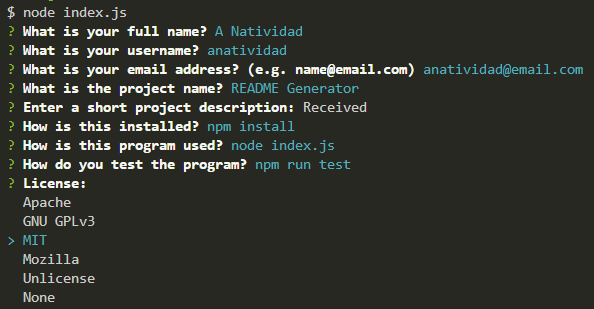 $ node index.js
? What is your full name? A Natividad
? What is your username? anatividad
? What is your email address? (e.g. name@email.com) anatividad@email.com
? What is the project name? README Generator
? Enter a short project description: Received
? How is this installed? npm install
? How is this program used? node index.js
? How do you test the program? npm run test
? License:
Apache
GNU GPLv3
> MIT
Mozilla
Unlicense
None